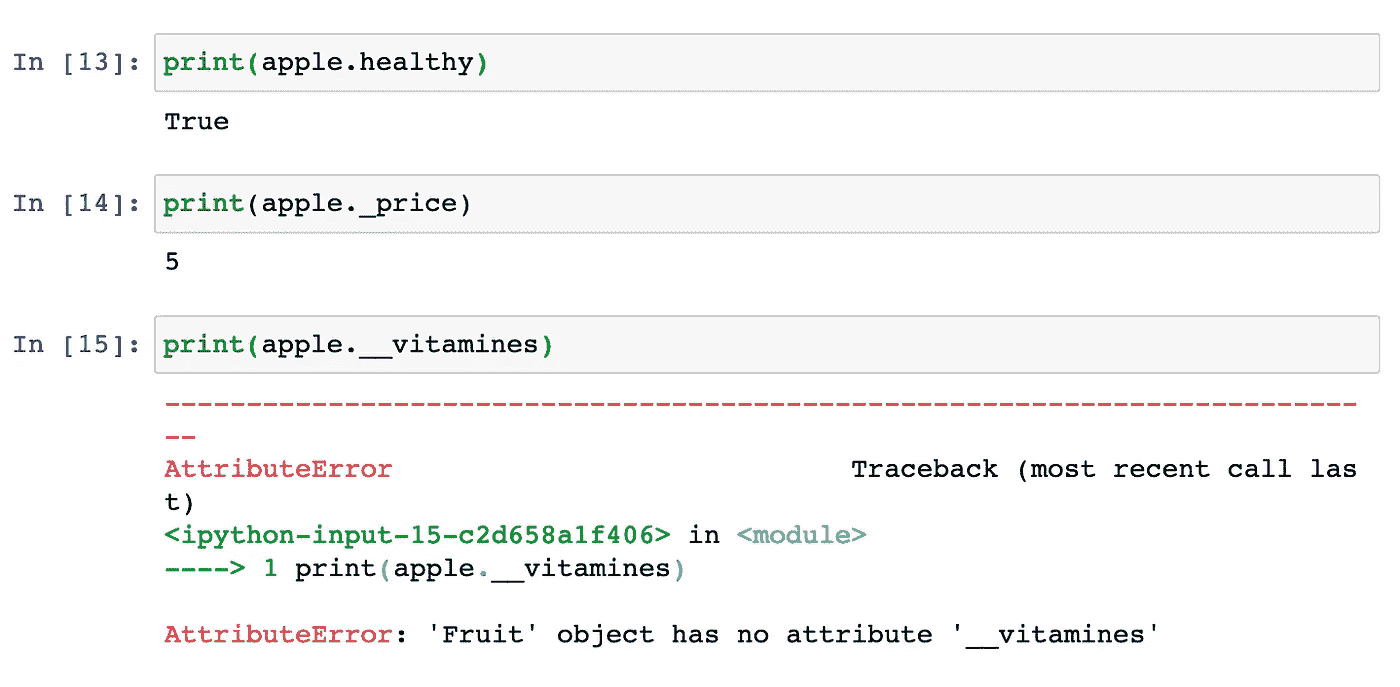 In [13]: print(apple.healthy)
True
In [14]: print(apple._price)
5
In [15]: print(apple.__vitamines)
-------------------------------------------------------------------------
--
AttributeError                            Traceback (most recent call las
t)
<ipython-input-15-c2d658a1f406> in <module>
----> 1 print(apple.__vitamines)
AttributeError: 'Fruit' object has no attribute '__vitamines'